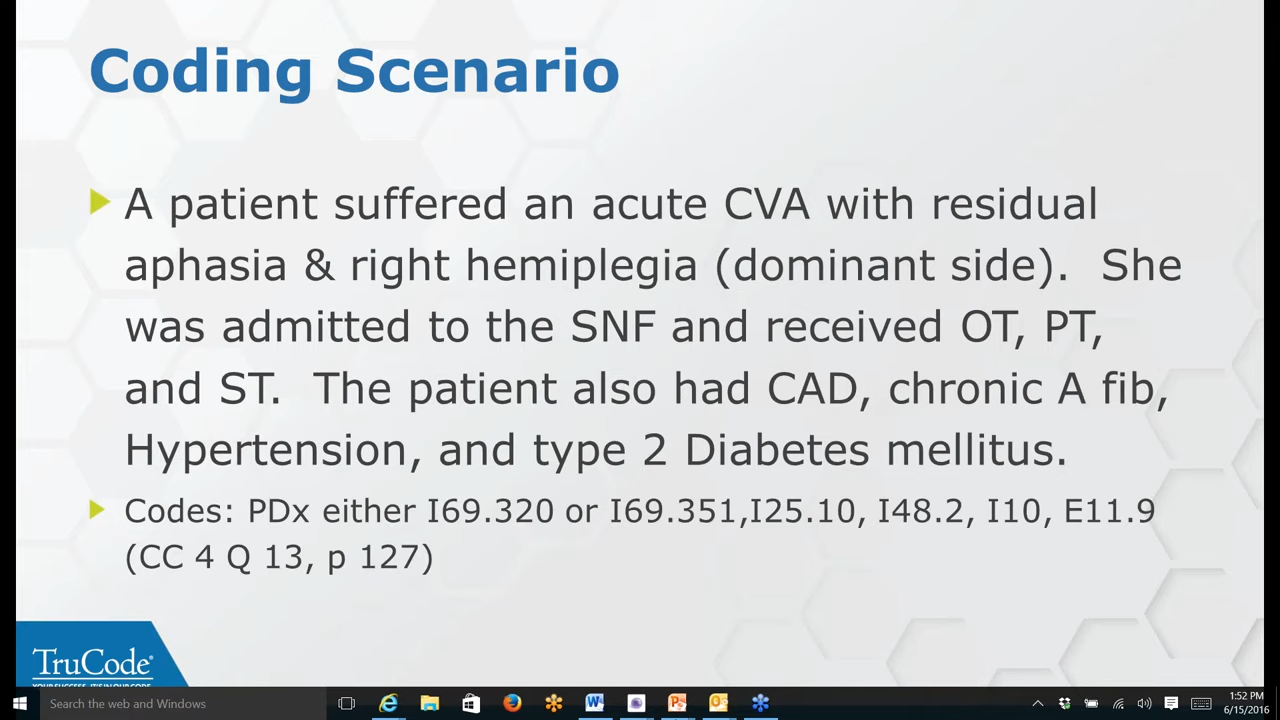 Coding Scenario
A patient suffered an acute CVA with residual
aphasia & right hemiplegia (dominant side). She
was admitted to the SNF and received OT, PT,
and ST. The patient also had CAD, chronic A fib,
Hypertension, and type 2 Diabetes mellitus.
Codes: PDx either I69.320 or I69.351,I25.10, I48.2, I10, E11.9
(CC 4 Q 13, p 127)
TruCode®
YOUR SUCCESS, IT'S IN OUR CODE
Search the web and Windows
1:52 PM
6/15/2016